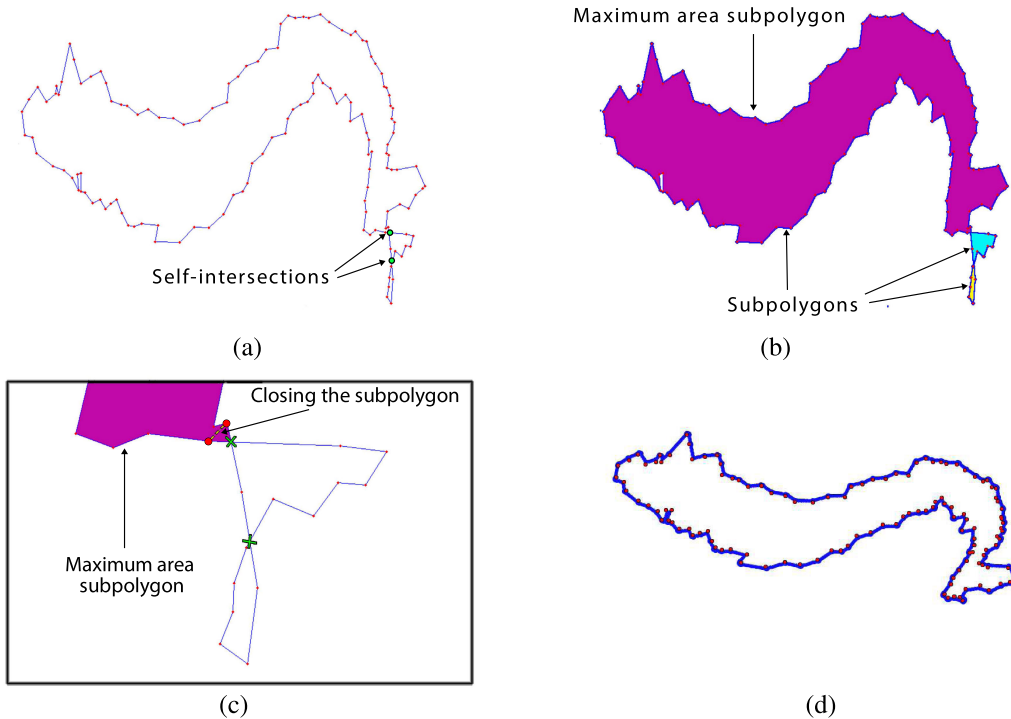 Maximum area subpolygon
Self-intersections
(a)
Subpolygons
(b)
Closing the subpolygon
Maximum area
subpolygon
(c)
(d)